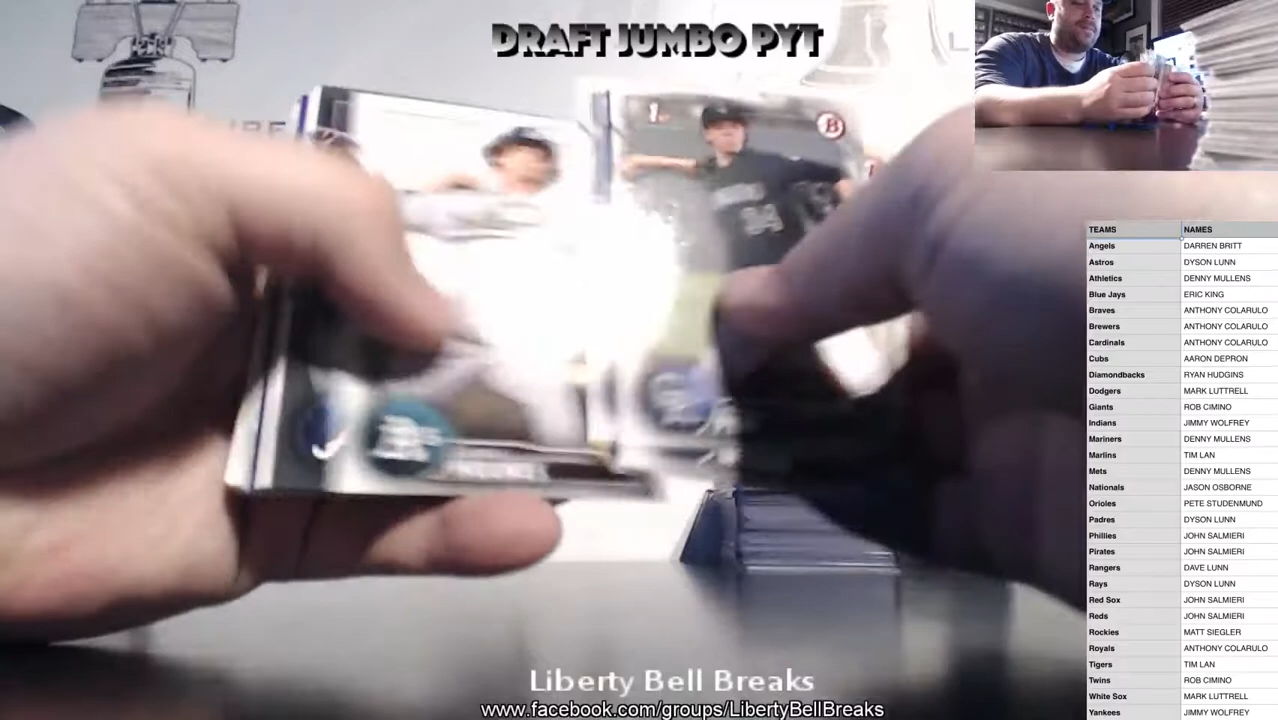 DRAFT JUMBO PYT
TEAMS NAMES
Angels DARREN BRITT
Astros DYSON LUNN
Athletics DENNY MULLENS
Blue Jays ERIC KING
Braves ANTHONY COLARULO
Brewers ANTHONY COLARULO
Cardinals ANTHONY COLARULO
Cubs AARON DEPRON
Diamondbacks RYAN HUDGINS
Dodgers MARK LUTTRELL
Giants ROB CIMINO
Indians JIMMY WOLFREY
Mariners DENNY MULLENS
Marlins TIM LAN
Mets DENNY MULLENS
Nationals JASON OSBORNE
Orioles PETE STUDENMUND
Padres DYSON LUNN
Phillies JOHN SALMIERI
Pirates JOHN SALMIERI
Rangers DAVE LUNN
Rays DYSON LUNN
Red Sox JOHN SALMIERI
Reds JOHN SALMIERI
Rockies MATT SIEGLER
Royals ANTHONY COLARULO
Tigers TIM LAN
Twins ROB CIMINO
White Sox MARK LUTTRELL
Yankees JIMMY WOLFREY
Liberty Bell Breaks
www.facebook.com/groups/LibertyBellBreaks